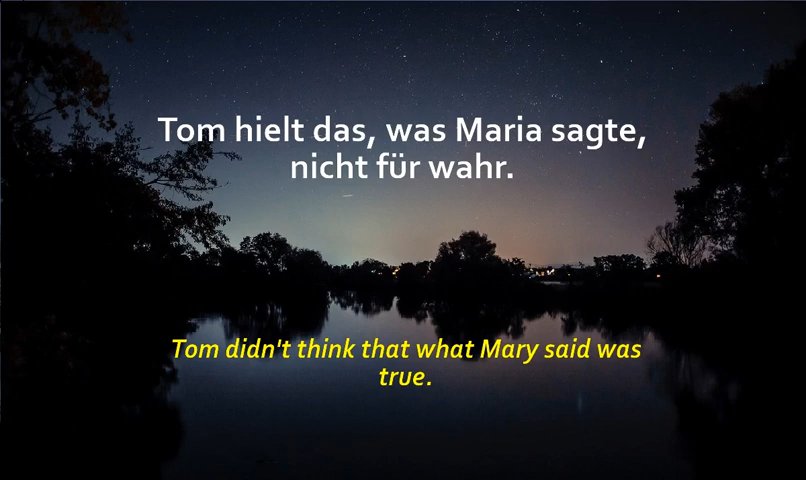 Tom hielt das, was Maria sagte,
nicht für wahr.
Tom didn't think that what Mary said was
true.